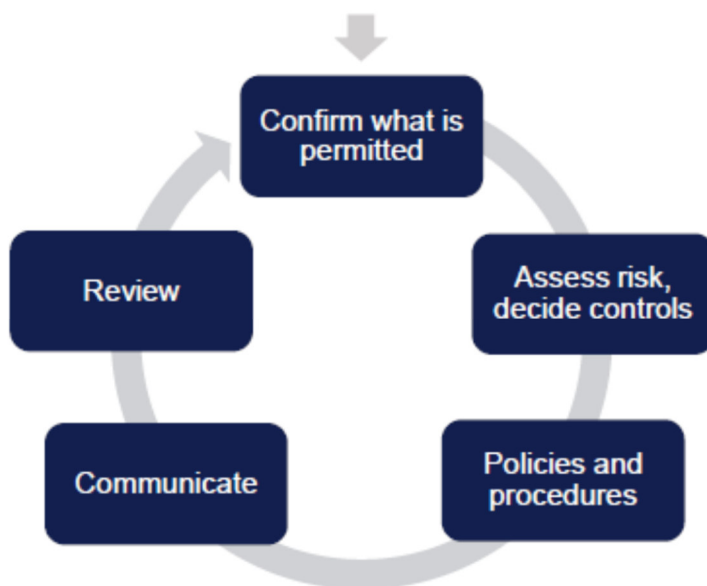 Confirm what is
permitted
Assess risk,
decide controls
Policies and
procedures
Communicate
Review